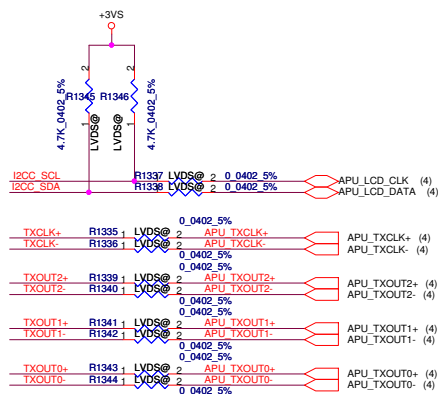 +3VS
2 2
R1345 R1346
4.7K_0402_5% LVDS@ LVDS@ 4.7K_0402_5%
1 1
I2CC_SCL R1337 1 LVDS@ 2 0_0402_5% APU_LCD_CLK (4)
I2CC_SDA R1338 1 LVDS@ 2 0_0402_5% APU_LCD_DATA (4)
0_0402_5%
TXCLK+ R1335 1 LVDS@ 2 APU_TXCLK+ APU_TXCLK+ (4)
TXCLK- R1336 1 LVDS@ 2 APU_TXCLK- APU_TXCLK- (4)
0_0402_5%
0_0402_5%
TXOUT2+ R1339 1 LVDS@ 2 APU_TXOUT2+ APU_TXOUT2+ (4)
TXOUT2- R1340 1 LVDS@ 2 APU_TXOUT2- APU_TXOUT2- (4)
0_0402_5%
0_0402_5%
TXOUT1+ R1341 1 LVDS@ 2 APU_TXOUT1+ APU_TXOUT1+ (4)
TXOUT1- R1342 1 LVDS@ 2 APU_TXOUT1- APU_TXOUT1- (4)
0_0402_5%
0_0402_5%
TXOUT0+ R1343 1 LVDS@ 2 APU_TXOUT0+ APU_TXOUT0+ (4)
TXOUT0- R1344 1 LVDS@ 2 APU_TXOUT0- APU_TXOUT0- (4)
0_0402_5%